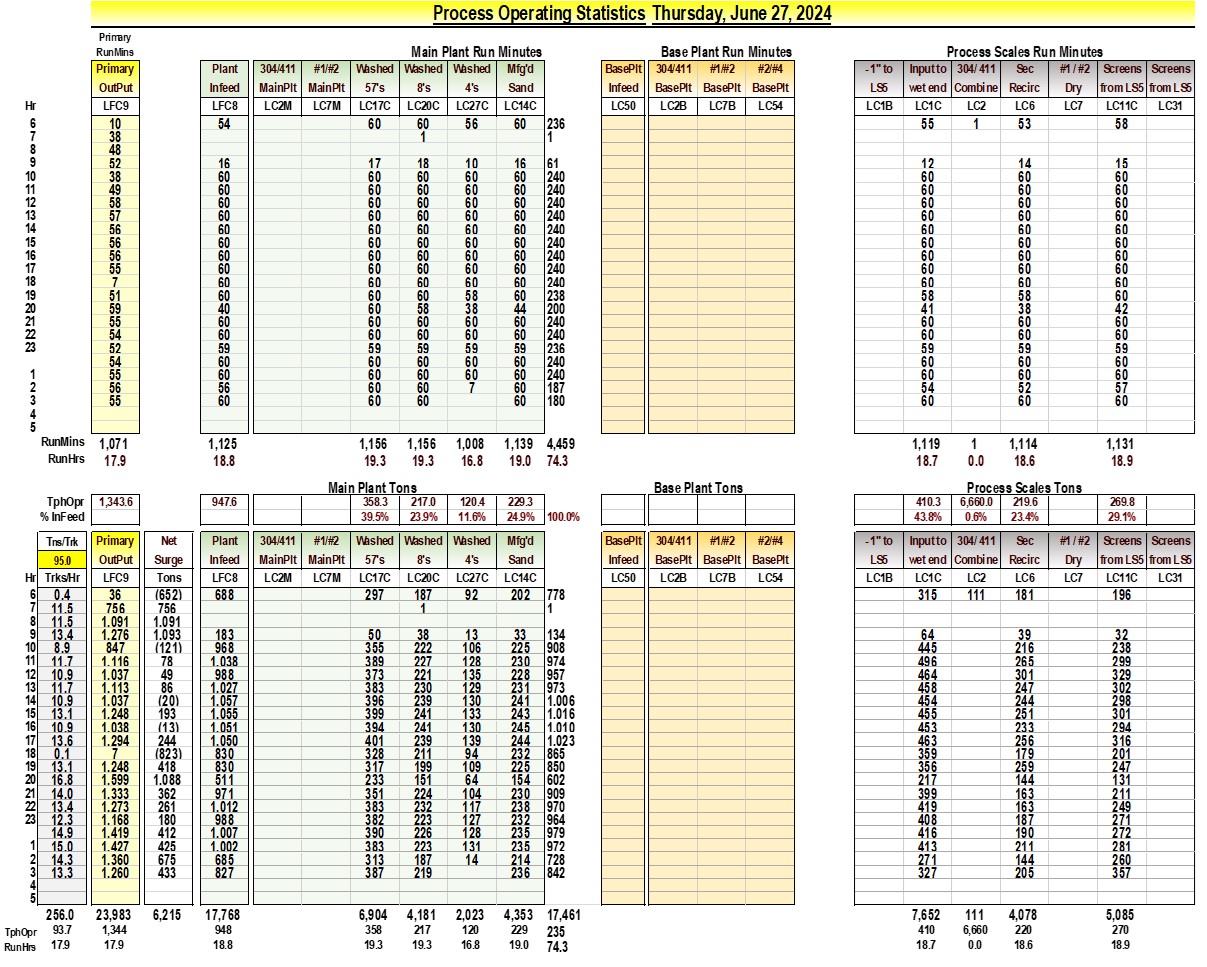 Process Operating Statistics Thursday, June 27, 2024
Primary
RunMins Main Plant Run Minutes Base Plant Run Minutes Process Scales Run Minutes
Primary Plant 304/411 #1/#2 Washed Washed Washed Mfg'd BasePlt 304/411 #1/#2 #2/#4 -1" to Input to 304/ 411 Sec #1 / #2 Screens Screens
OutPut Infeed MainPlt MainPlt 57's 8's 4's Sand Infeed BasePlt BasePlt BasePlt LS5 wet end Combine Recirc Dry from LS5 from LS5
Hr LFC9 LFC8 LC2M LC7M LC17C LC20C LC27C LC14C LC50 LC2B LC7B LC54 LC1B LC1C LC2 LC6 LC7 LC11C LC31
6 10 54 60 60 56 60 236 55 1 53 58
7 38 1 1
8 48
9 52 16 17 18 10 16 61 12 14 15
10 38 60 60 60 60 60 240 60 60 60
11 49 60 60 60 60 60 240 60 60 60
12 58 60 60 60 60 60 240 60 60 60
13 57 60 60 60 60 60 240 60 60 60
14 56 60 60 60 60 60 240 60 60 60
15 56 60 60 60 60 60 240 60 60 60
16 56 60 60 60 60 60 240 60 60 60
17 55 60 60 60 60 60 240 60 60 60
18 7 60 60 60 60 60 240 60 60 60
19 51 60 60 60 58 60 238 58 58 60
20 59 40 60 58 38 44 200 41 38 42
21 55 60 60 60 60 60 240 60 60 60
22 54 60 60 60 60 60 240 60 60 60
23 52 59 59 59 59 59 236 59 59 59
54 60 60 60 60 60 240 60 60 60
1 55 60 60 60 60 60 240 60 60 60
2 56 56 60 60 7 60 187 54 52 57
3 55 60 60 60 60 180 60 60 60
4
5
RunMins 1,071 1,125 1,156 1,156 1,008 1,139 4,459 1,119 1 1,114 1,131
RunHrs 17.9 18.8 19.3 19.3 16.8 19.0 74.3 18.7 0.0 18.6 18.9
Main Plant Tons Base Plant Tons Process Scales Tons
TphOpr 1,343.6 947.6 358.3 217.0 120.4 229.3 410.3 6,660.0 219.6 269.8
% InFeed 39.5% 23.9% 11.6% 24.9% 100.0% 43.8% 0.6% 23.4% 29.1%
Tns/Trk Primary Net Plant 304/411 #1/#2 Washed Washed Washed Mfg'd BasePlt 304/411 #1/#2 #2/#4 -1" to Input to 304/ 411 Sec #1 / #2 Screens Screens
95.0 OutPut Surge Infeed MainPlt MainPlt 57's 8's 4's Sand Infeed BasePlt BasePlt BasePlt LS5 wet end Combine Recirc Dry from LS5 from LS5
Hr Trks/Hr LFC9 Tons LFC8 LC2M LC7M LC17C LC20C LC27C LC14C LC50 LC2B LC7B LC54 LC1B LC1C LC2 LC6 LC7 LC11C LC31
6 0.4 36 (652) 688 297 187 92 202 778 315 111 181 196
7 11.5 756 756 1 1
8 11.5 1.091 1.091
9 13.4 1.276 1.093 183 50 38 13 33 134 64 39 32
10 8.9 847 (121) 968 355 222 106 225 908 445 216 238
11 11.7 1.116 78 1.038 389 227 128 230 974 496 265 299
12 10.9 1.037 49 988 373 221 135 228 957 464 301 329
13 11.7 1.113 86 1.027 383 230 129 231 973 458 247 302
14 10.9 1.037 (20) 1.057 396 239 130 241 1.006 454 244 298
15 13.1 1.248 193 1.055 399 241 133 243 1.016 455 251 301
16 10.9 1.038 (13) 1.051 394 241 130 245 1.010 453 233 294
17 13.6 1.294 244 1.050 401 239 139 244 1.023 463 256 316
18 0.1 7 (823) 830 328 211 94 232 865 359 179 201
19 13.1 1.248 418 830 317 199 109 225 850 356 259 247
20 16.8 1.599 1.088 511 233 151 64 154 602 217 144 131
21 14.0 1.333 362 971 351 224 104 230 909 399 163 211
22 13.4 1.273 261 1.012 383 232 117 238 970 419 163 249
23 12.3 1.168 180 988 382 223 127 232 964 408 187 271
14.9 1.419 412 1.007 390 226 128 235 979 416 190 272
1 15.0 1.427 425 1.002 383 223 131 235 972 413 211 281
2 14.3 1.360 675 685 313 187 14 214 728 271 144 260
3 13.3 1.260 433 827 387 219 236 842 327 205 357
4
5
256.0 23,983 6,215 17,768 6,904 4,181 2,023 4,353 17,461 7,652 111 4,078 5,085
TphOpr 93.7 1,344 948 358 217 120 229 235 410 6,660 220 270
RunHrs 17.9 17.9 18.8 19.3 19.3 16.8 19.0 74.3 18.7 0.0 18.6 18.9